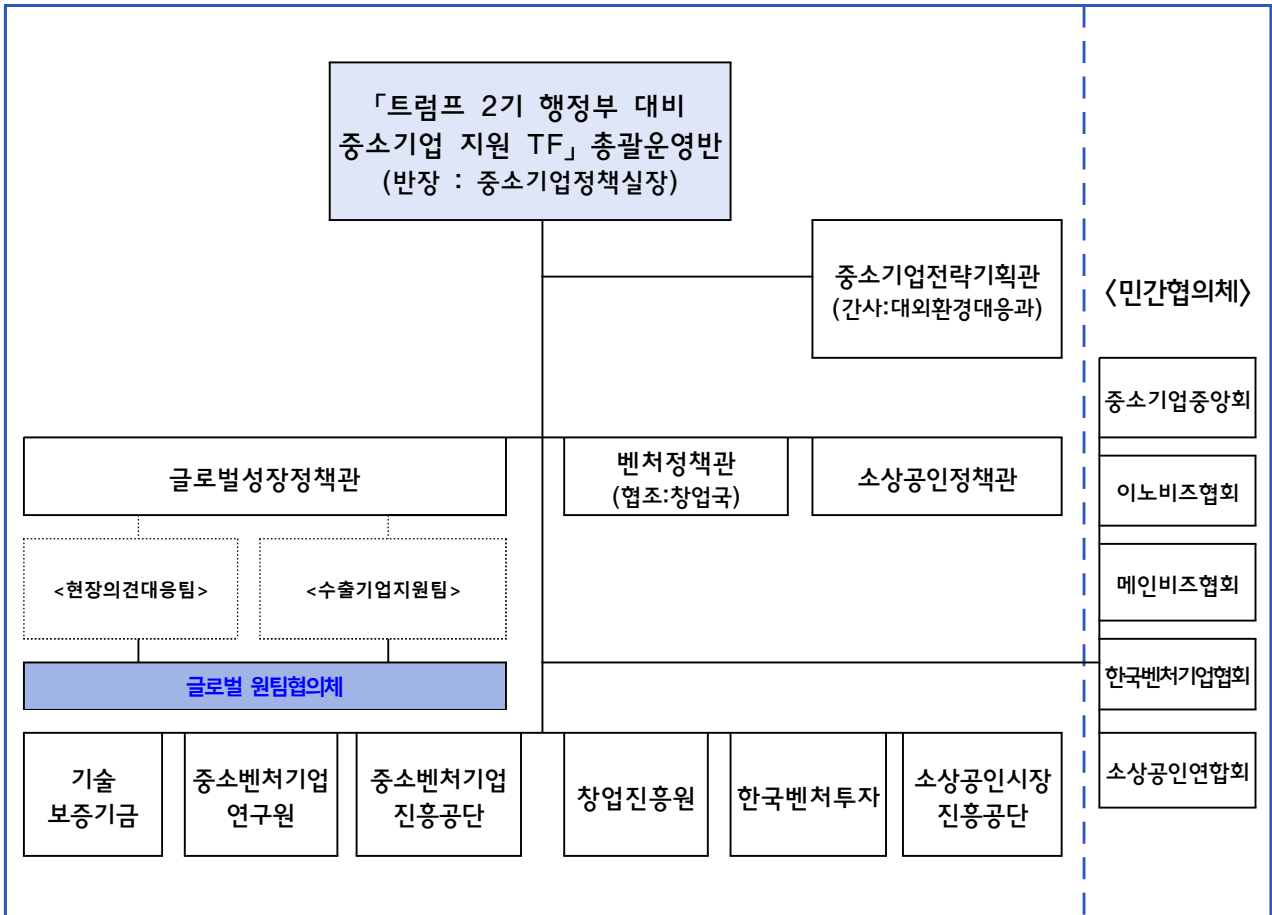 「트럼프 2기 행정부 대비
중소기업 지원 TF」 총괄운영반
(반장 : 중소기업정책실장)
중소기업전략기획관
(간사:대외환경대응과)
글로벌성장정책관
벤처정책관
(협조:창업국)
소상공인정책관
<현장의견대응팀>
<수출기업지원팀>
글로벌 원팀협의체
기술
보증기금
중소벤처기업
연구원
중소벤처기업
진흥공단
창업진흥원
한국벤처투자
소상공인시장
진흥공단
〈민간협의체〉
중소기업중앙회
이노비즈협회
메인비즈협회
한국벤처기업협회
소상공인연합회